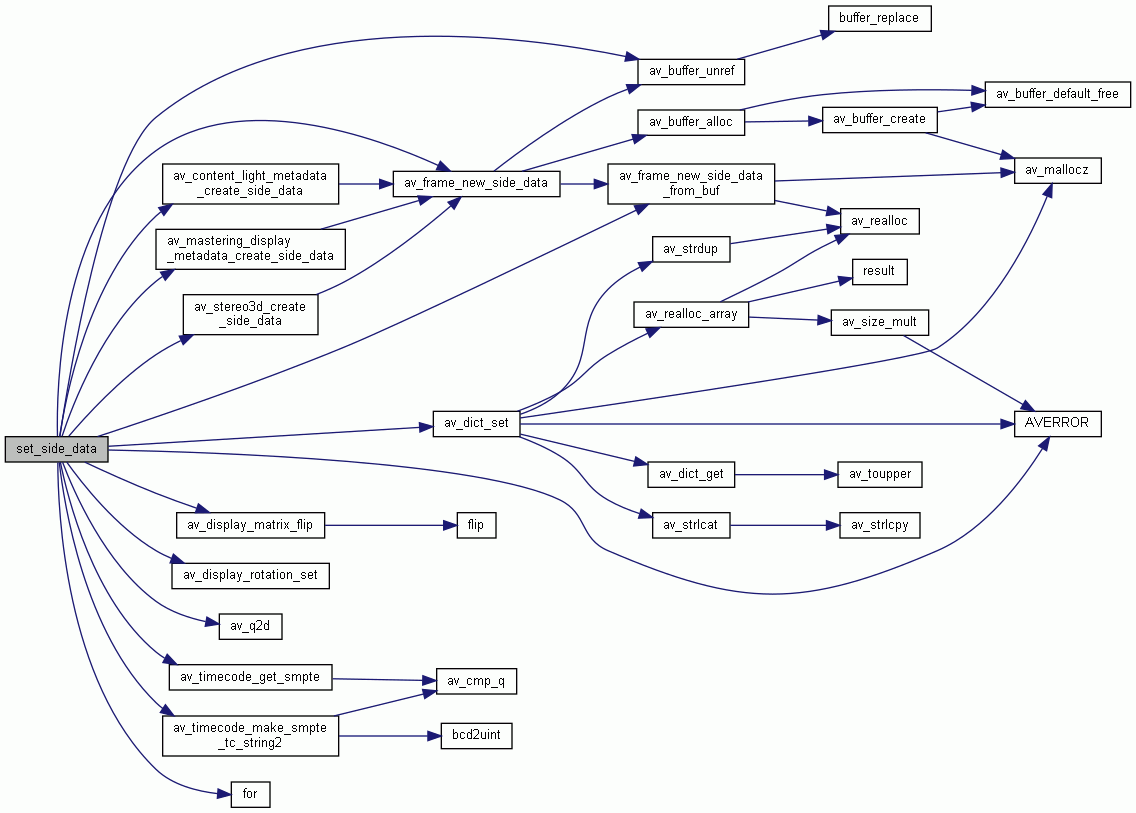 buffer_replace
av_buffer_unref
av_buffer_default_free
av_buffer_alloc
av_buffer_create
av_content_light_metadata
_create_side_data
av_frame_new_side_data
av_frame_new_side_data
_from_buf
av_mallocz
av_realloc
av_mastering_display
_metadata_create_side_data
av_strdup
result
av_stereo3d_create
_side_data
av_realloc_array
av_size_mult
av_dict_set
AVERROR
set_side_data
av_dict_get
av_toupper
av_display_matrix_flip
flip
av_strlcat
av_strlcpy
av_display_rotation_set
av_q2d
av_timecode_get_smpte
av_cmp_q
av_timecode_make_smpte
_tc_string2
bcd2uint
for